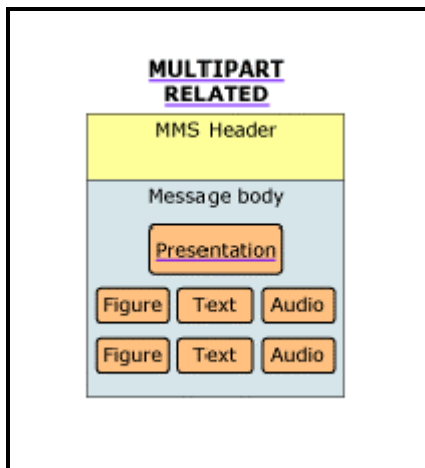 MULTIPART
RELATED
MMS Header
Message body
Presentation
Figure Text Audio
Figure Text Audio